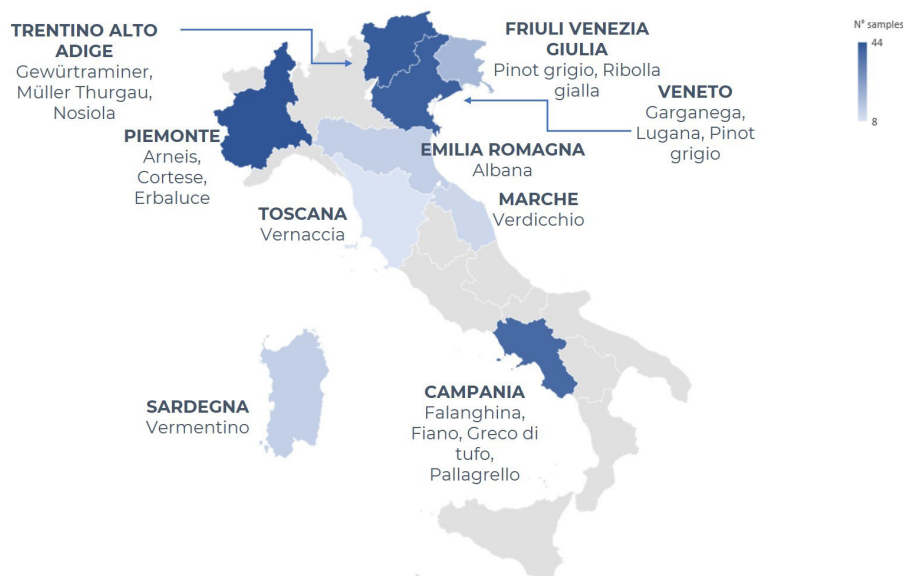 TRENTINO ALTO
ADIGE
Gewürtraminer,
Müller Thurgau,
Nosiola
FRIULI VENEZIA
GIULIA
Pinot grigio, Ribolla
gialla
N° samples
44
8
VENETO
Garganega,
Lugana, Pinot
grigio
PIEMONTE
Arneis,
Cortese,
Erbaluce
EMILIA ROMAGNA
Albana
MARCHE
Verdicchio
TOSCANA
Vernaccia
SARDEGNA
Vermentino
CAMPANIA
Falanghina,
Fiano, Greco di
tufo,
Pallagrello